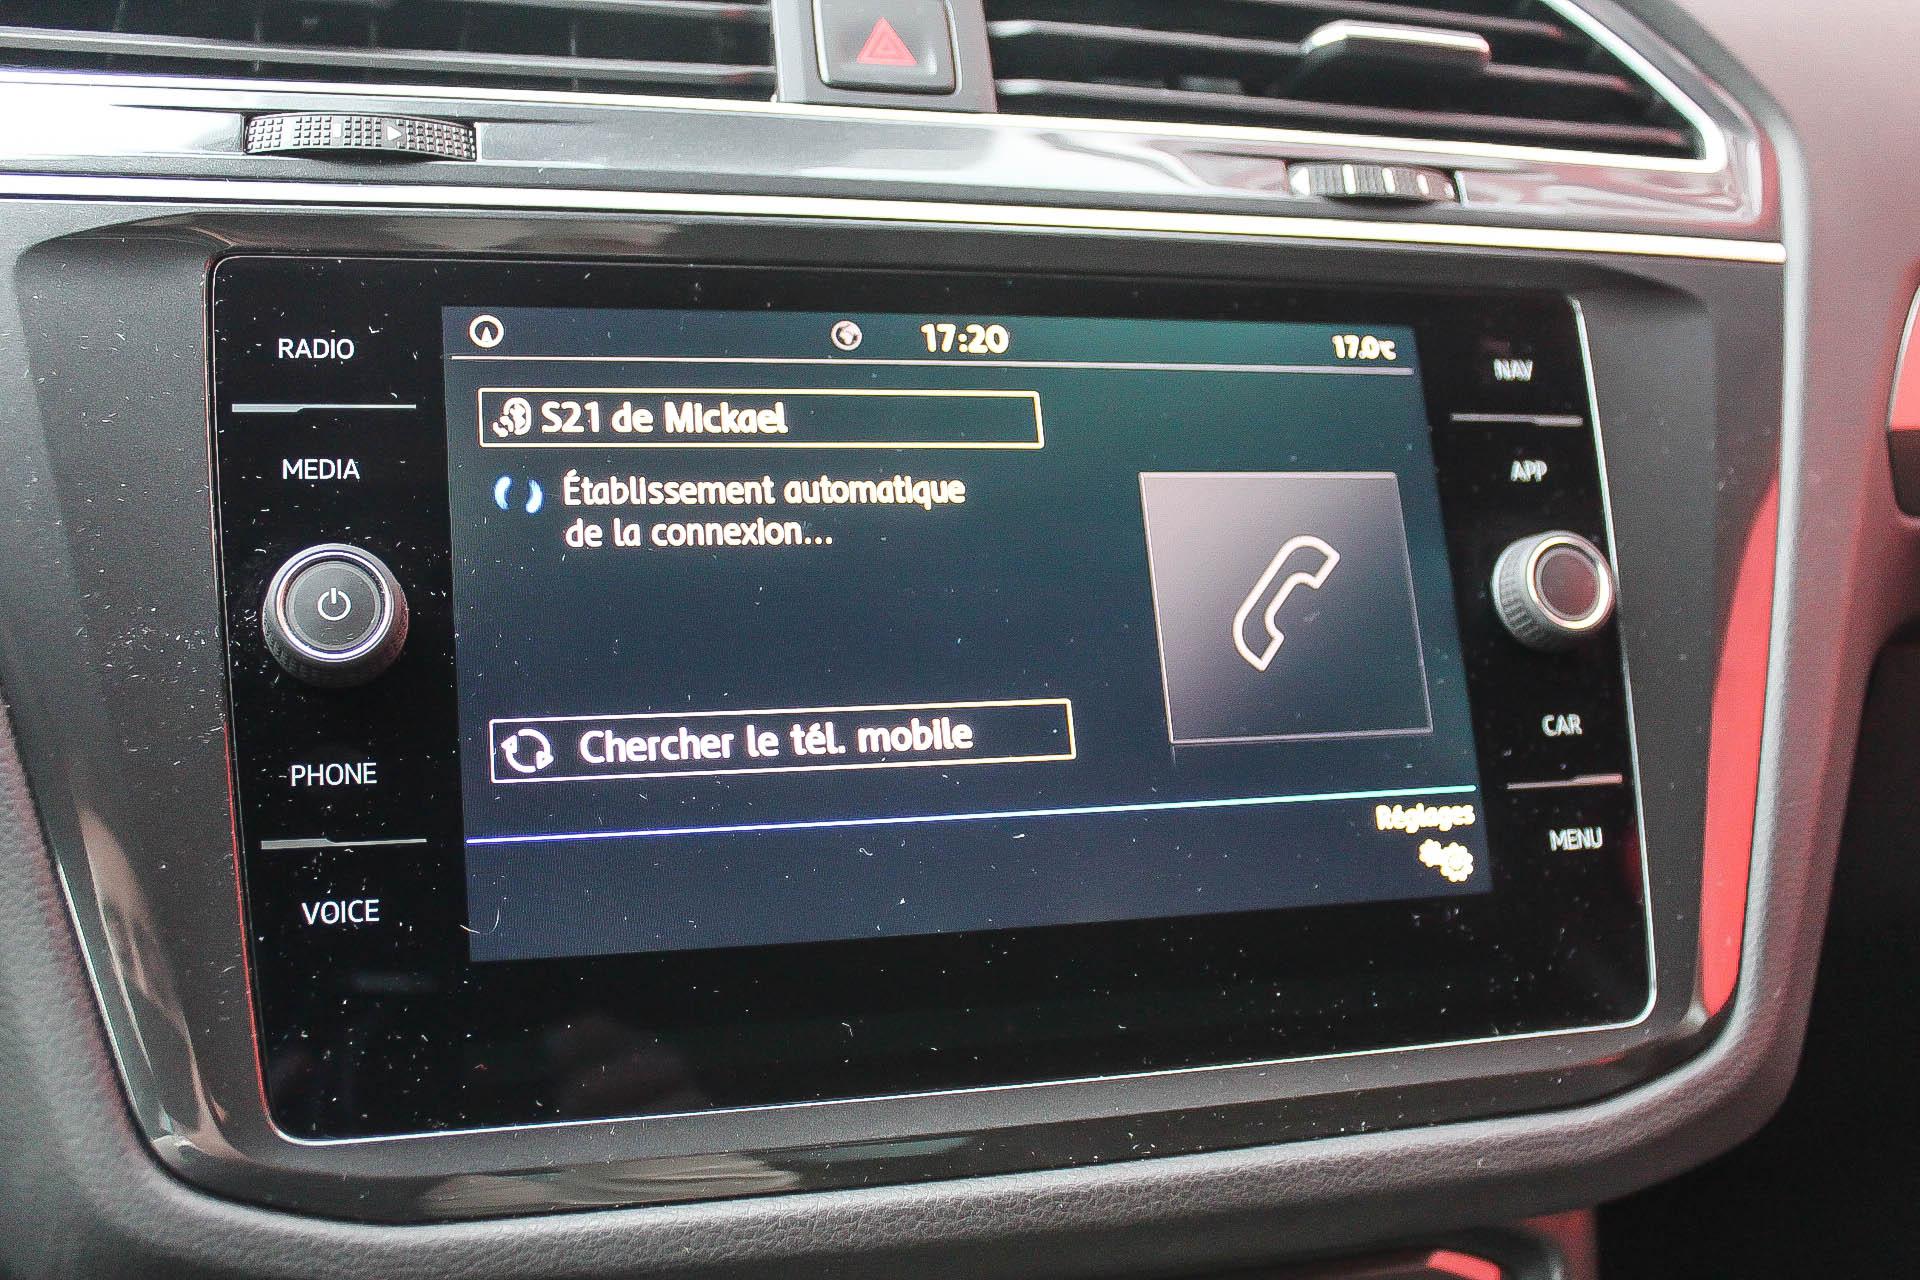 RADIO
MEDIA
PHONE
VOICE
17:20
17.0°C
S21 de Mickael
Établissement automatique
de la connexion...
Chercher le tél. mobile
Réglages
NAV
APP
CAR
MENU